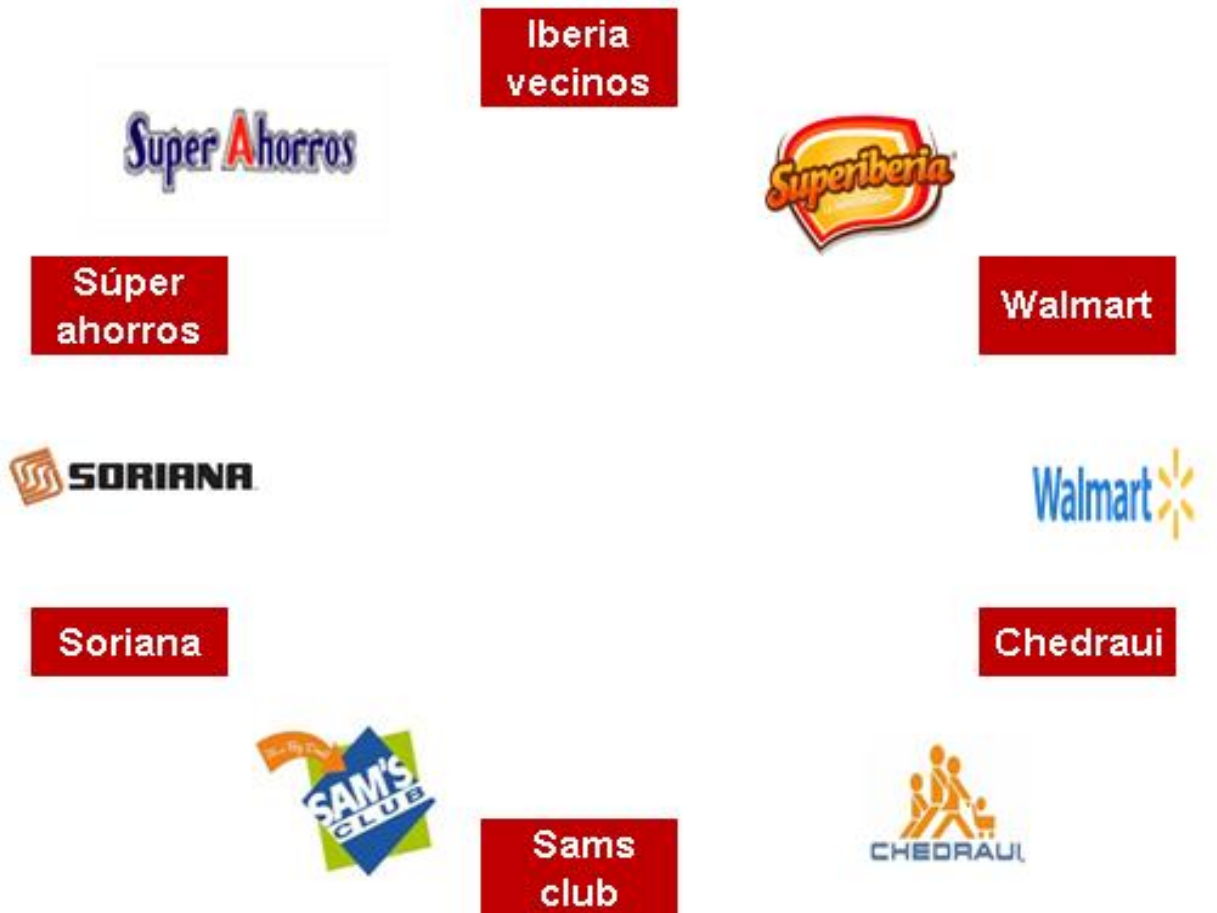 Iberia
vecinos
Super Ahorros
Superiberia
Súper
ahorros
Walmart
SORIANA
Walmart
Soriana
Chedraui
SAM'S
CLUB
CHEDRAUI
Sams
club